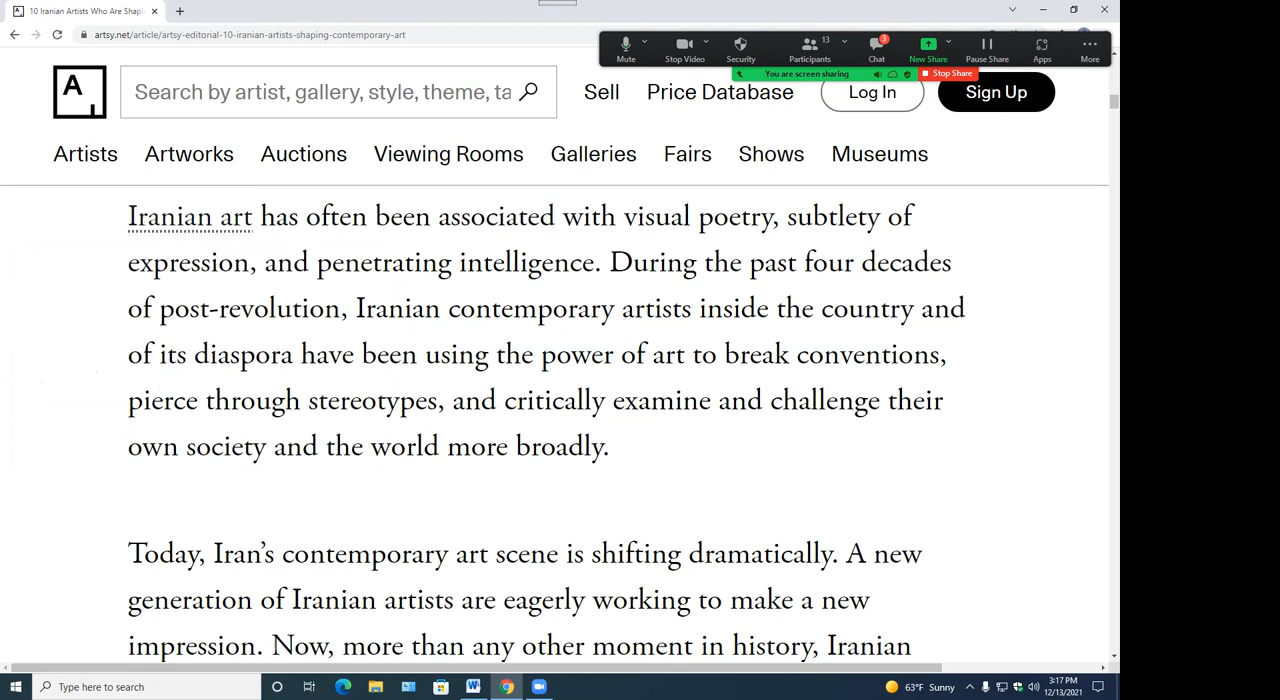 10 Iranian Artists Who Are Shapi
artsy.net/article/artsy-editorial-10-iranian-artists-shaping-contemporary-art
Mute
Stop Video
Security
13
Participants
3
Chat
New Share
Pause Share
Apps
More
You are screen sharing
Stop Share
A
Search by artist, gallery, style, theme, ta
Sell
Price Database
Log In
Sign Up
Artists
Artworks
Auctions
Viewing Rooms
Galleries
Fairs
Shows
Museums
Iranian art has often been associated with visual poetry, subtlety of
expression, and penetrating intelligence. During the past four decades
of post-revolution, Iranian contemporary artists inside the country and
of its diaspora have been using the power of art to break conventions,
pierce through stereotypes, and critically examine and challenge their
own society and the world more broadly.
Today, Iran’s contemporary art scene is shifting dramatically. A new
generation of Iranian artists are eagerly working to make a new
impression. Now, more than any other moment in history, Iranian
Type here to search
63°F Sunny
3:17 PM
12/13/2021